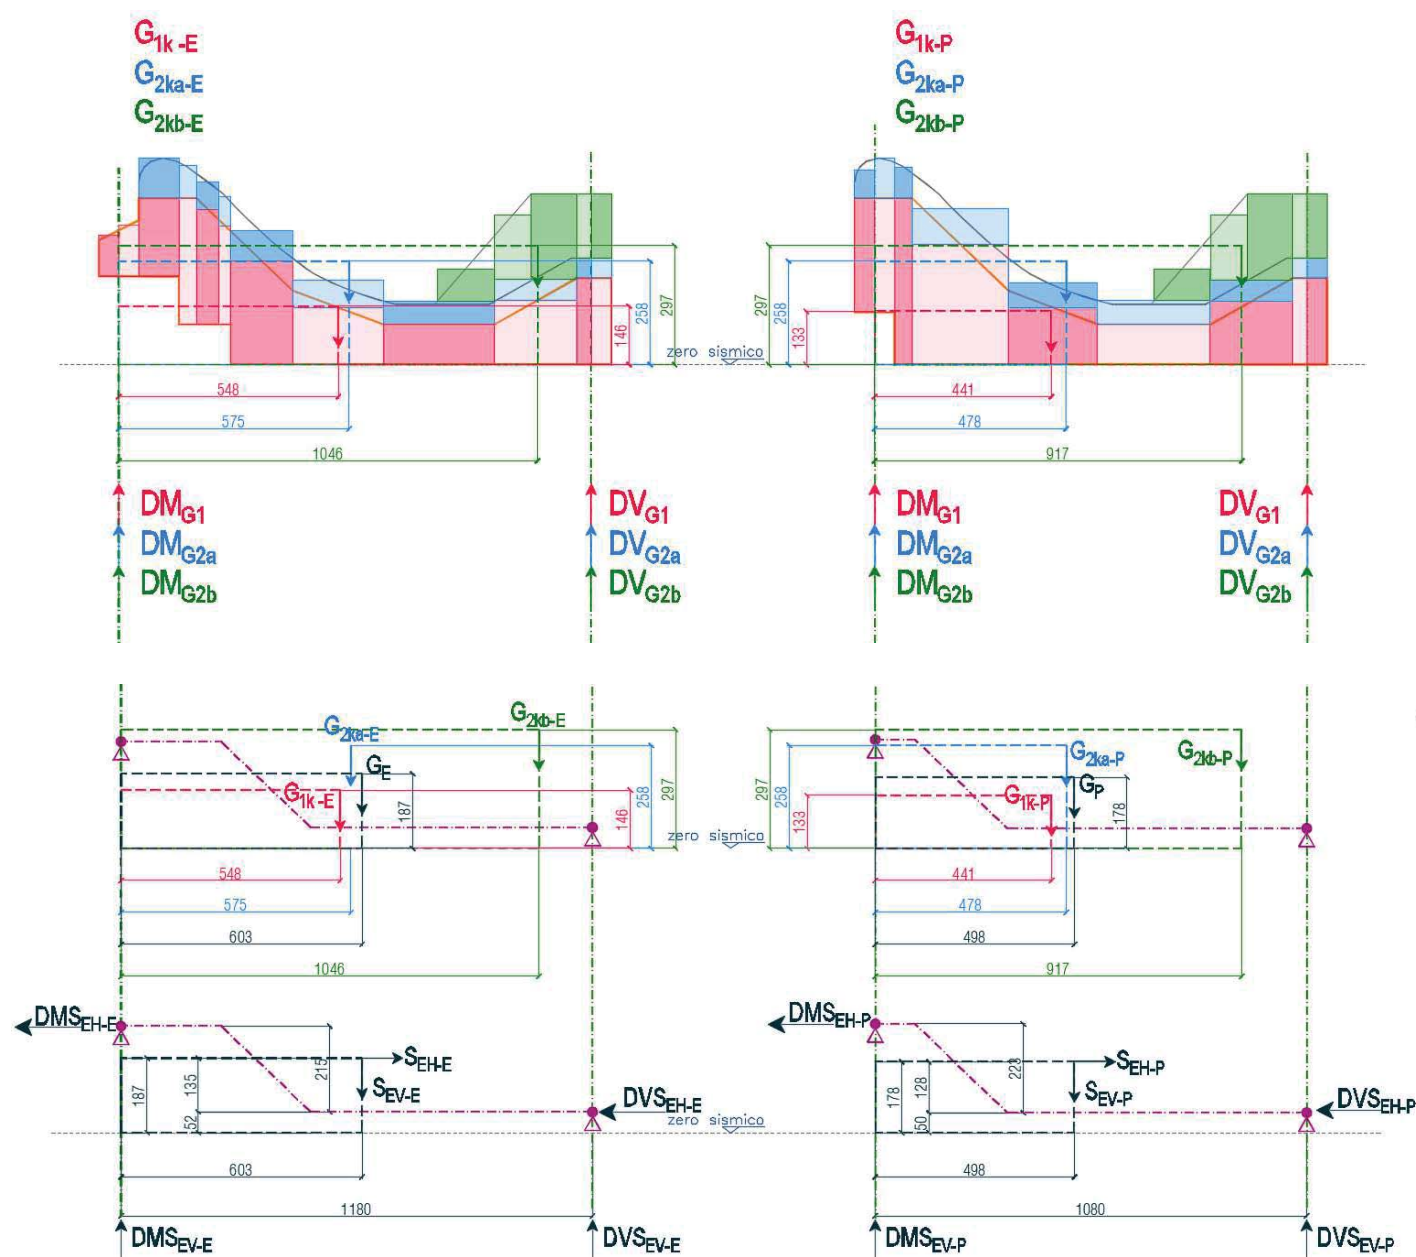 G1k-E
G2ka-E
G2kb-E
G1k-P
G2ka-P
G2kb-P
146
258
297
zero sismico
297
258
133
548
575
1046
441
478
917
DMG1
DMG2a
DMG2b
DVG1
DVG2a
DVG2b
DMG1
DMG2a
DMG2b
DVG1
DVG2a
DVG2b
G2ka-E
G2kb-E
GE
G1k-E
187
146
258
297
zero sismico
297
258
133
G2ka-P
G2kb-P
GP
G1k-P
178
548
575
603
1046
441
478
498
917
DMSEH-E
SEH-E
SEV-E
187
135
52
215
DVSEH-E
zero sismico
603
1180
DMSEV-E
DVSEV-E
DMSEH-P
SEH-P
SEV-P
178
128
50
223
DVSEH-P
498
1080
DMSEV-P
DVSEV-P